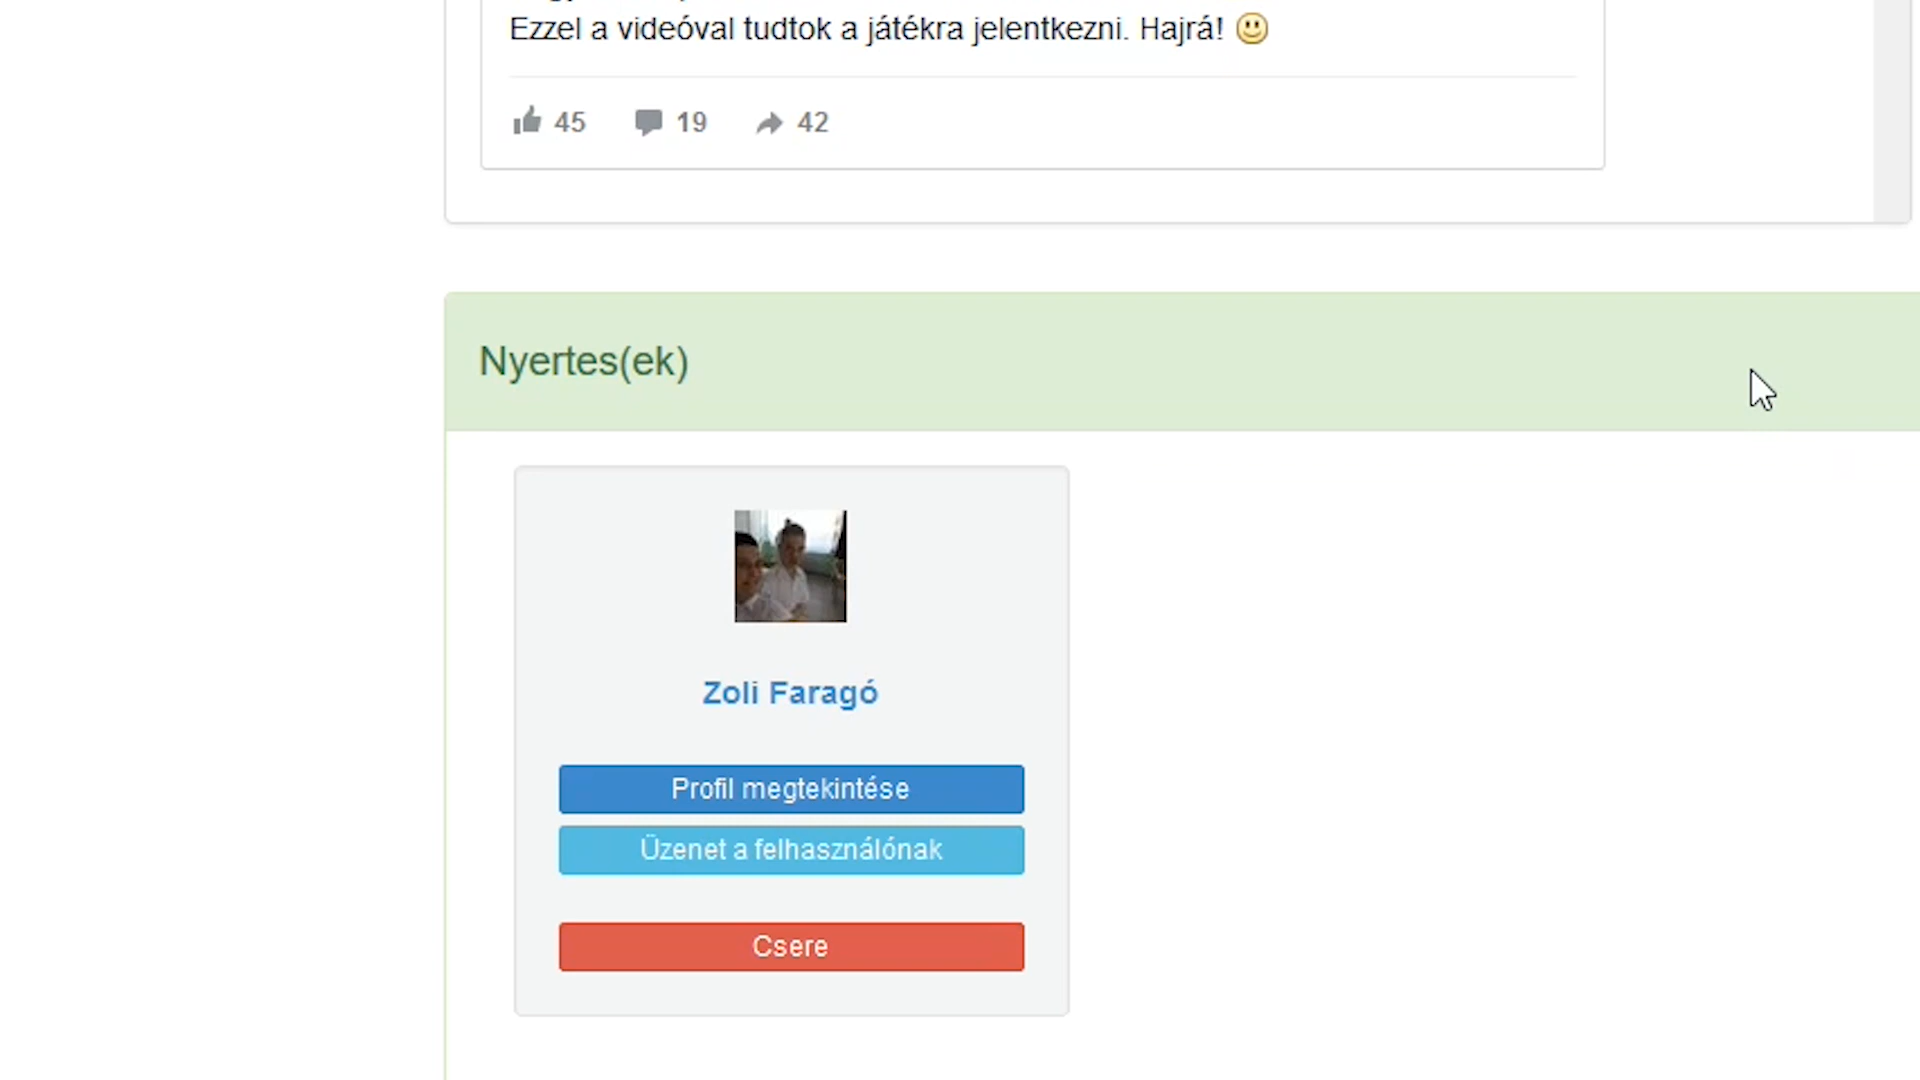 Ezzel a videóval tudtok a játékra jelentkezni. Hajrá!
45 19 42
Nyertes(ek)
Zoli Faragó
Profil megtekintése
Üzenet a felhasználónak
Csere